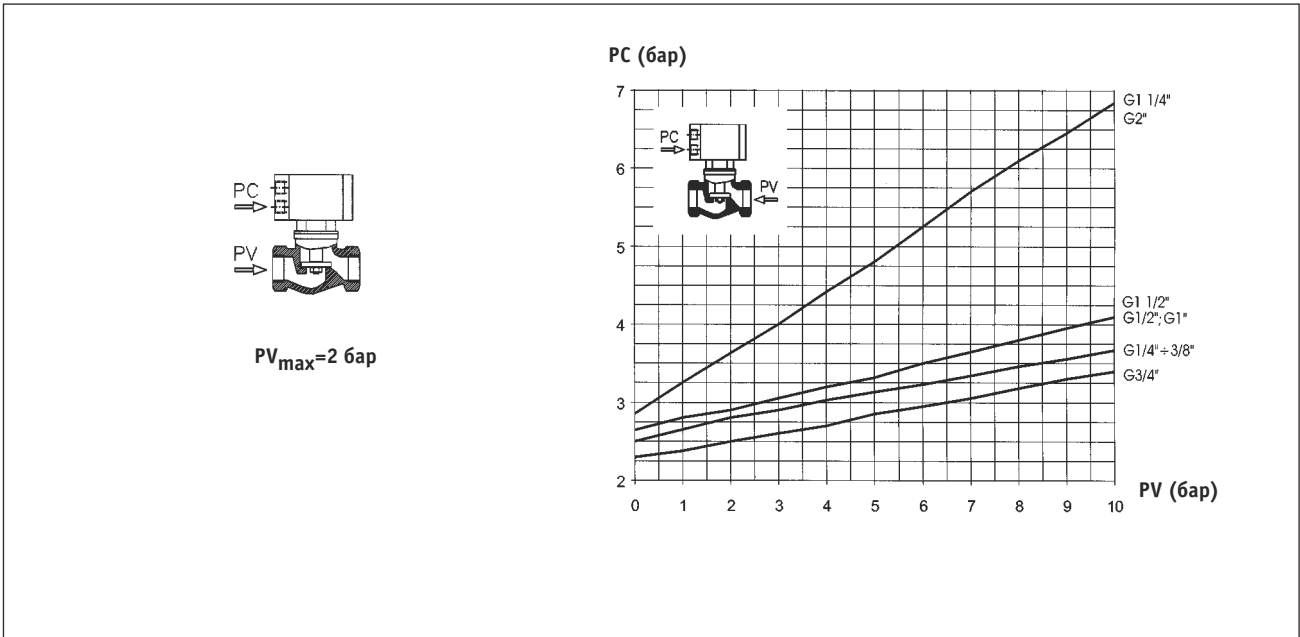 PC
PV
PVmax=2 бар
PC (бар)
7
6
5
4
3
2
PC
PV
G1 1/4"
G2"
G1 1/2"
G1/2";G1"
G1/4"÷3/8"
G3/4"
0 1 2 3 4 5 6 7 8 9 10
PV (бар)